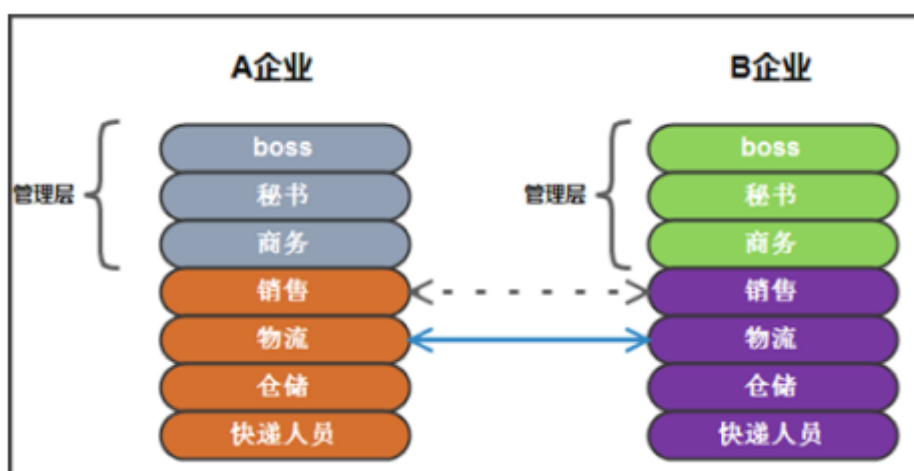 A企业 B企业
boss boss
管理层 秘书 管理层 秘书
商务 商务
销售 销售
物流 物流
仓储 仓储
快递人员 快递人员